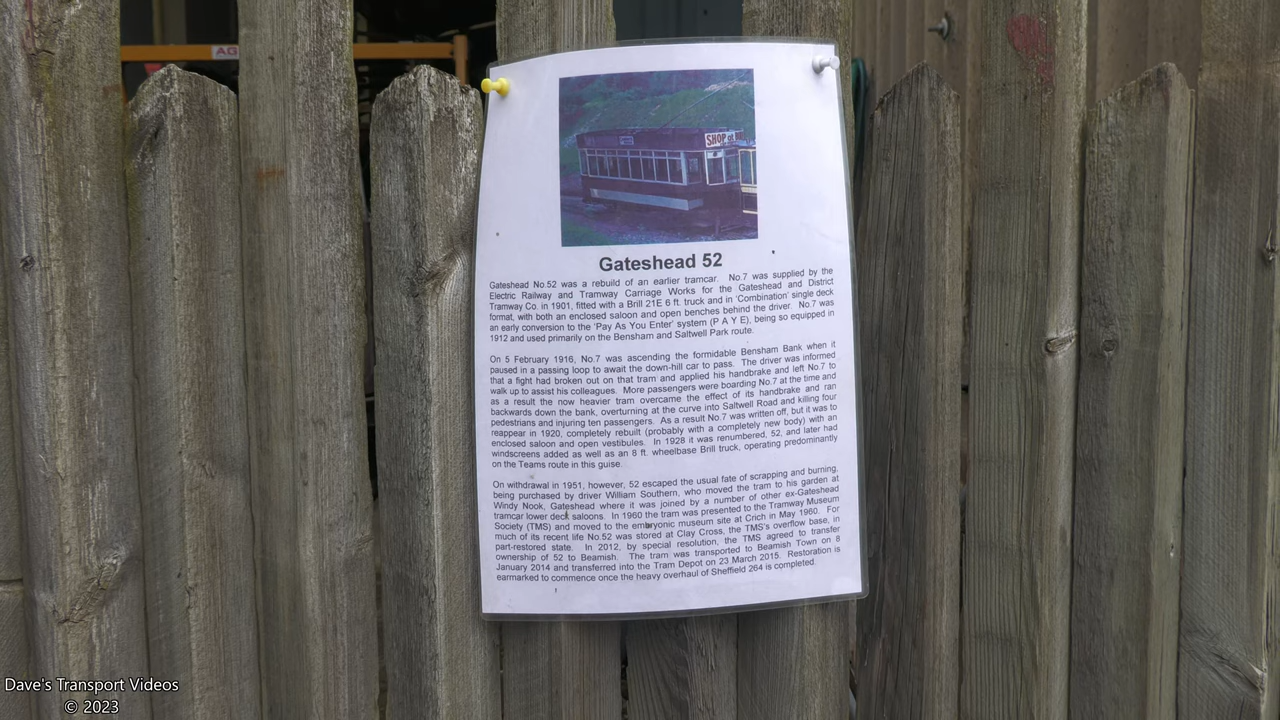 AG
SHOP at
Gateshead 52
Gateshead No.52 was a rebuild of an earlier tramcar. No.7 was supplied by the
Electric Railway and Tramway Carriage Works for the Gateshead and District
Tramway Co. in 1901, fitted with a Brill 21E 6 ft. truck and in 'Combination' single deck
format, with both an enclosed saloon and open benches behind the driver. No.7 was
an early conversion to the 'Pay As You Enter' system (P A Y E), being so equipped in
1912 and used primarily on the Bensham and Saltwell Park route.
On 5 February 1916, No.7 was ascending the formidable Bensham Bank when it
paused in a passing loop to await the down-hill car to pass. The driver was informed
that a fight had broken out on that tram and applied his handbrake and left No.7 to
walk up to assist his colleagues. More passengers were boarding No.7 at the time and
as a result the now heavier tram overcame the effect of its handbrake and ran
backwards down the bank, overturning at the curve into Saltwell Road and killing four
pedestrians and injuring ten passengers. As a result No.7 was written off, but it was to
reappear in 1920, completely rebuilt (probably with a completely new body) with an
enclosed saloon and open vestibules. In 1928 it was renumbered, 52, and later had
windscreens added as well as an 8 ft. wheelbase Brill truck, operating predominantly
on the Teams route in this guise.
On withdrawal in 1951, however, 52 escaped the usual fate of scrapping and burning,
being purchased by driver William Southern, who moved the tram to his garden at
Windy Nook, Gateshead where it was joined by a number of other ex-Gateshead
tramcar lower deck saloons. In 1960 the tram was presented to the Tramway Museum
Society (TMS) and moved to the embryonic museum site at Crich in May 1960. For
much of its recent life No.52 was stored at Clay Cross, the TMS's overflow base, in
part-restored state. In 2012, by special resolution, the TMS agreed to transfer
ownership of 52 to Beamish. The tram was transported to Beamish Town on 8
January 2014 and transferred into the Tram Depot on 23 March 2015. Restoration is
earmarked to commence once the heavy overhaul of Sheffield 264 is completed.
Dave's Transport Videos
© 2023